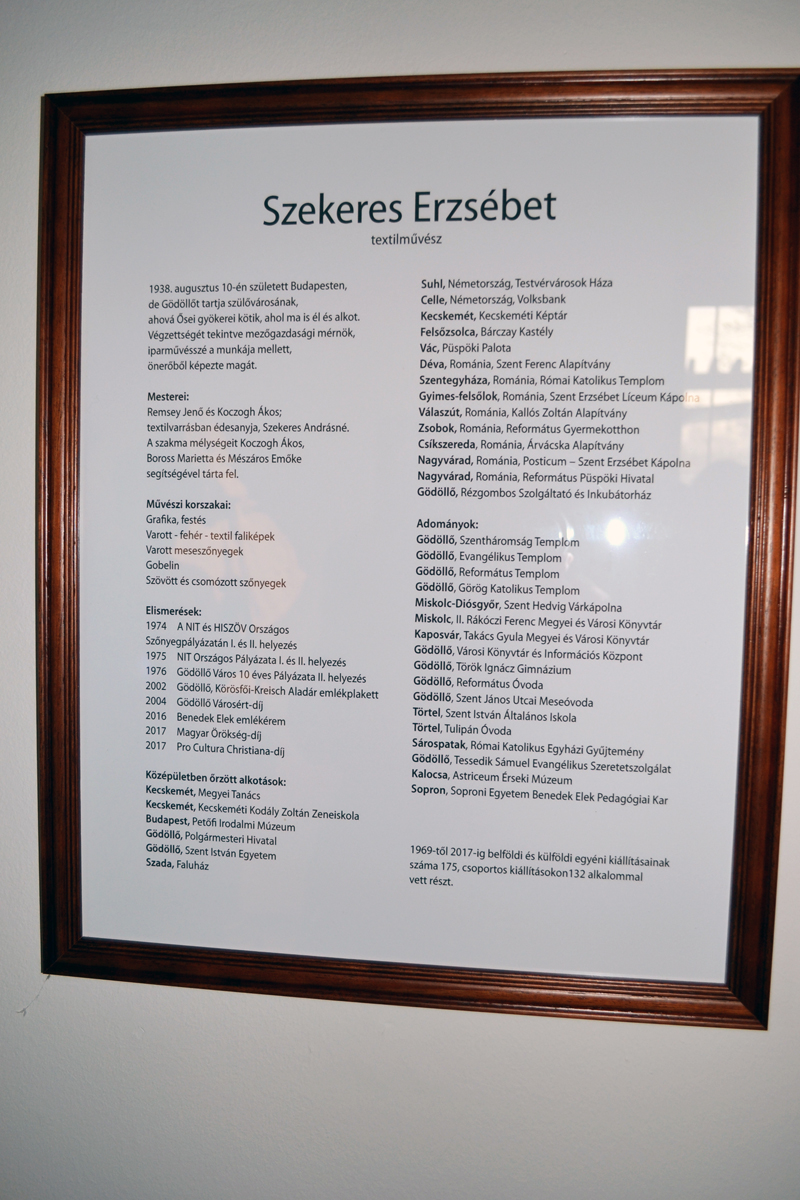 Szekeres Erzsébet
textilművész
1938. augusztus 10-én született Budapesten,
de Gödöllőt tartja szülővárosának,
ahová Ősei gyökerei kötik, ahol ma is él és alkot.
Végzettségét tekintve mezőgazdasági mérnök,
iparművésszé a munkája mellett,
önerőből képezte magát.
Mesterei:
Remsey Jenő és Koczogh Ákos;
textilvarrásban édesanyja, Szekeres Andrásné.
A szakma mélységeit Koczogh Ákos,
Boross Marietta és Mészáros Emőke
segítségével tárta fel.
Művészi korszakai:
Grafika, festés
Varott - fehér - textil faliképek
Varott meseszőnyegek
Gobelin
Szövött és csomózott szőnyegek
Elismerések:
1974 A NIT és HISZÖV Országos
Szőnyegpályázatán I. és II. helyezés
1975 NIT Országos Pályázata I. és II. helyezés
1976 Gödöllő Város 10 éves Pályázata II. helyezés
2002 Gödöllő, Körösfői-Kreisch Aladár emlékplakett
2004 Gödöllő Városért-díj
2016 Benedek Elek emlékérem
2017 Magyar Örökség-díj
2017 Pro Cultura Christiana-díj
Középületben őrzött alkotások:
Kecskemét, Megyei Tanács
Kecskemét, Kecskeméti Kodály Zoltán Zeneiskola
Budapest, Petőfi Irodalmi Múzeum
Gödöllő, Polgármesteri Hivatal
Gödöllő, Szent István Egyetem
Szada, Faluház
Suhl, Németország, Testvérvárosok Háza
Celle, Németország, Volksbank
Kecskemét, Kecskeméti Képtár
Felsőzsolca, Bárczay Kastély
Vác, Püspöki Palota
Déva, Románia, Szent Ferenc Alapítvány
Szentegyháza, Románia, Római Katolikus Templom
Gyimes-felsőlok, Románia, Szent Erzsébet Líceum Kápolna
Válaszút, Románia, Kallós Zoltán Alapítvány
Zsobok, Románia, Református Gyermekotthon
Csíkszereda, Románia, Árvácska Alapítvány
Nagyvárad, Románia, Posticum – Szent Erzsébet Kápolna
Nagyvárad, Románia, Református Püspöki Hivatal
Gödöllő, Rézgombos Szolgáltató és Inkubátorház
Adományok:
Gödöllő, Szentháromság Templom
Gödöllő, Evangélikus Templom
Gödöllő, Református Templom
Gödöllő, Görög Katolikus Templom
Miskolc-Diósgyőr, Szent Hedvig Várkápolna
Miskolc, II. Rákóczi Ferenc Megyei és Városi Könyvtár
Kaposvár, Takács Gyula Megyei és Városi Könyvtár
Gödöllő, Városi Könyvtár és Információs Központ
Gödöllő, Török Ignác Gimnázium
Gödöllő, Református Óvoda
Gödöllő, Szent János Utcai Meseóvoda
Törtel, Szent István Általános Iskola
Törtel, Tulipán Óvoda
Sárospatak, Római Katolikus Egyházi Gyűjtemény
Gödöllő, Tessedik Sámuel Evangélikus Szeretetszolgálat
Kalocsa, Astriceum Érseki Múzeum
Sopron, Soproni Egyetem Benedek Elek Pedagógiai Kar
1969-től 2017-ig belföldi és külföldi egyéni kiállításainak
száma 175, csoportos kiállításokon132 alkalommal
vett részt.